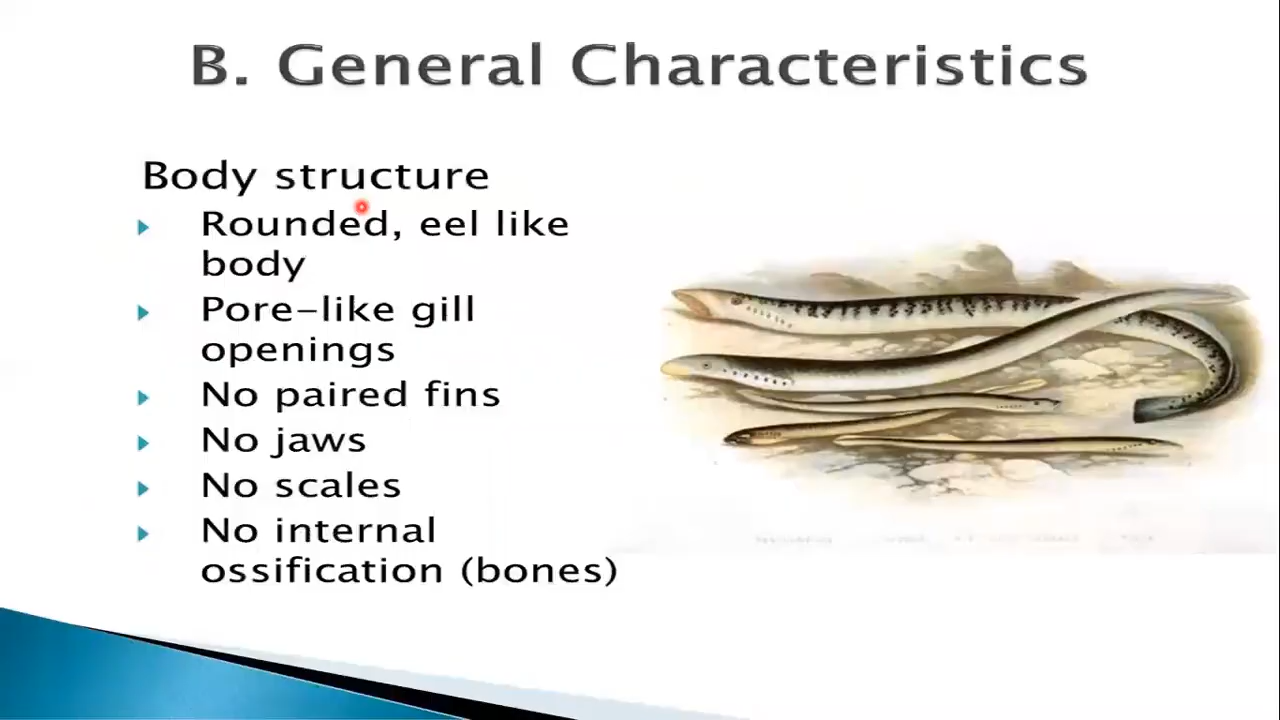 B. General Characteristics
Body structure
Rounded, eel like
body
Pore-like gill
openings
No paired fins
No jaws
No scales
No internal
ossification (bones)